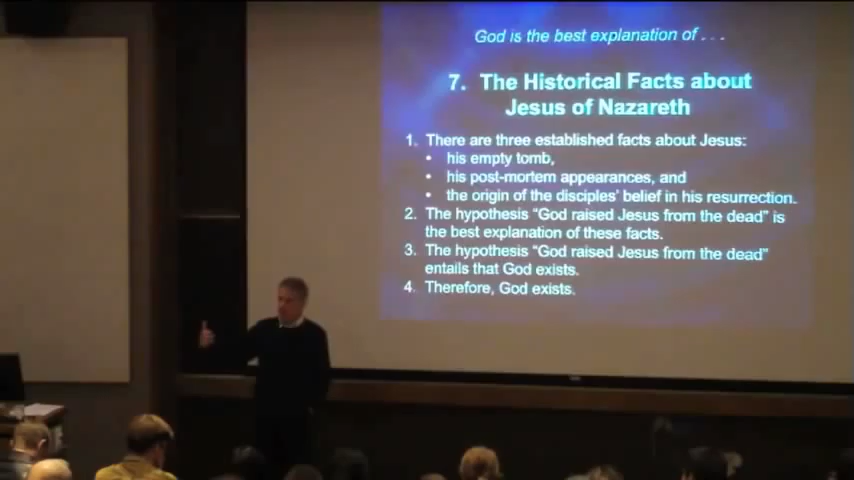 God is the best explanation of . . .
7. The Historical Facts about
Jesus of Nazareth
1. There are three established facts about Jesus:
• his empty tomb,
• his post-mortem appearances, and
• the origin of the disciples' belief in his resurrection.
2. The hypothesis "God raised Jesus from the dead" is
the best explanation of these facts.
3. The hypothesis "God raised Jesus from the dead"
entails that God exists.
4. Therefore, God exists.